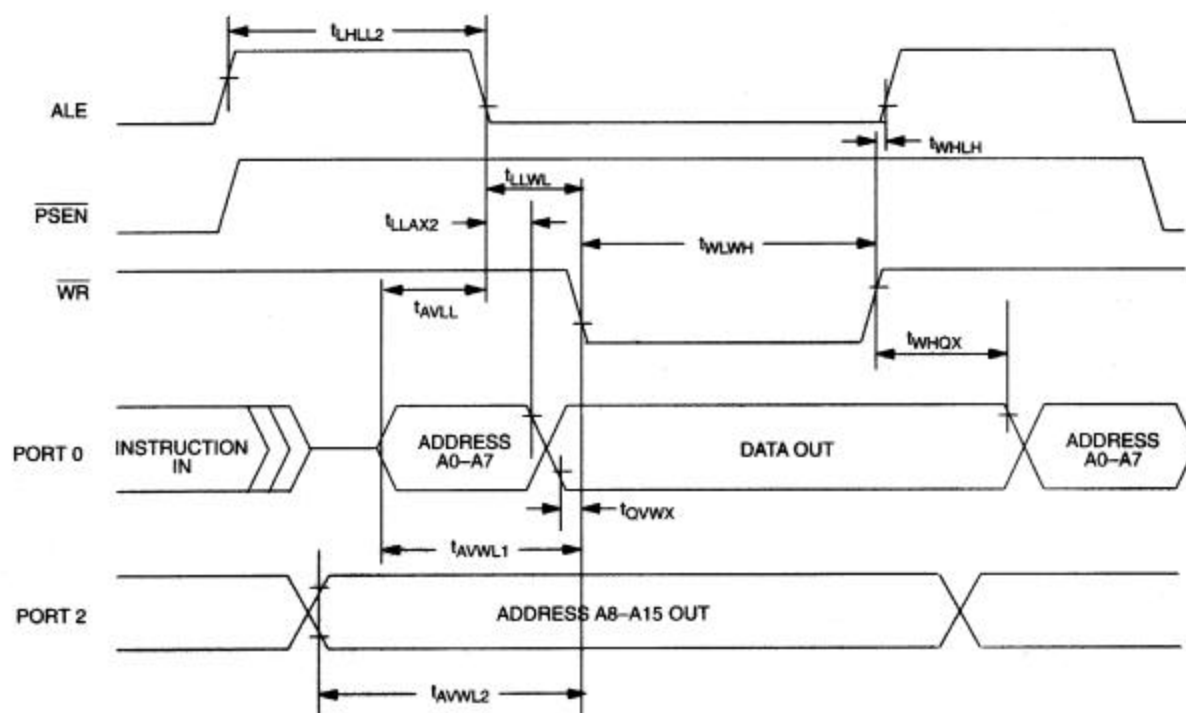 tLHLL2
ALE
tWHLH
tLLWL
PSEN
tLLAX2
tWLWH
WR
tAVLL
tWHQX
PORT 0
INSTRUCTION
IN
ADDRESS
A0–A7
DATA OUT
ADDRESS
A0–A7
tQVWX
tAVWL1
PORT 2
ADDRESS A8–A15 OUT
tAVWL2